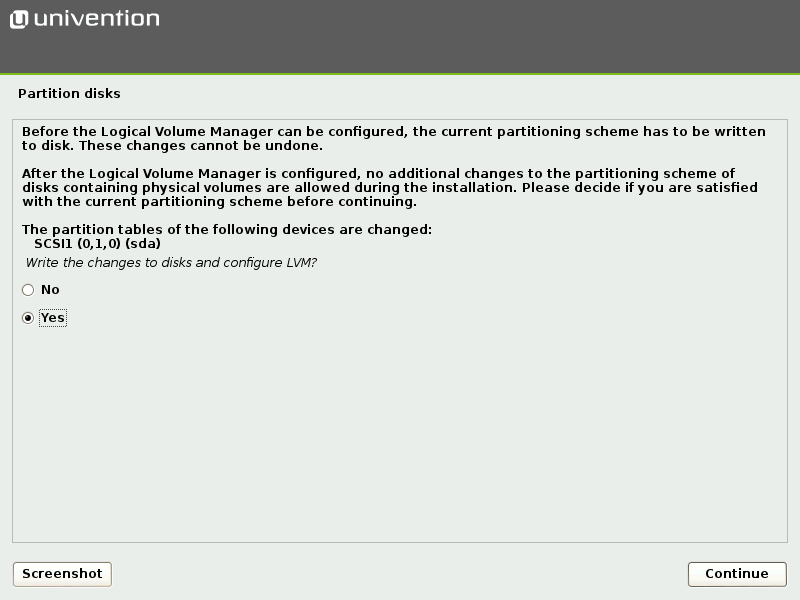 univention
Partition disks
Before the Logical Volume Manager can be configured, the current partitioning scheme has to be written
to disk. These changes cannot be undone.
After the Logical Volume Manager is configured, no additional changes to the partitioning scheme of
disks containing physical volumes are allowed during the installation. Please decide if you are satisfied
with the current partitioning scheme before continuing.
The partition tables of the following devices are changed:
SCSI1 (0,1,0) (sda)
Write the changes to disks and configure LVM?
No
Yes
Screenshot
Continue